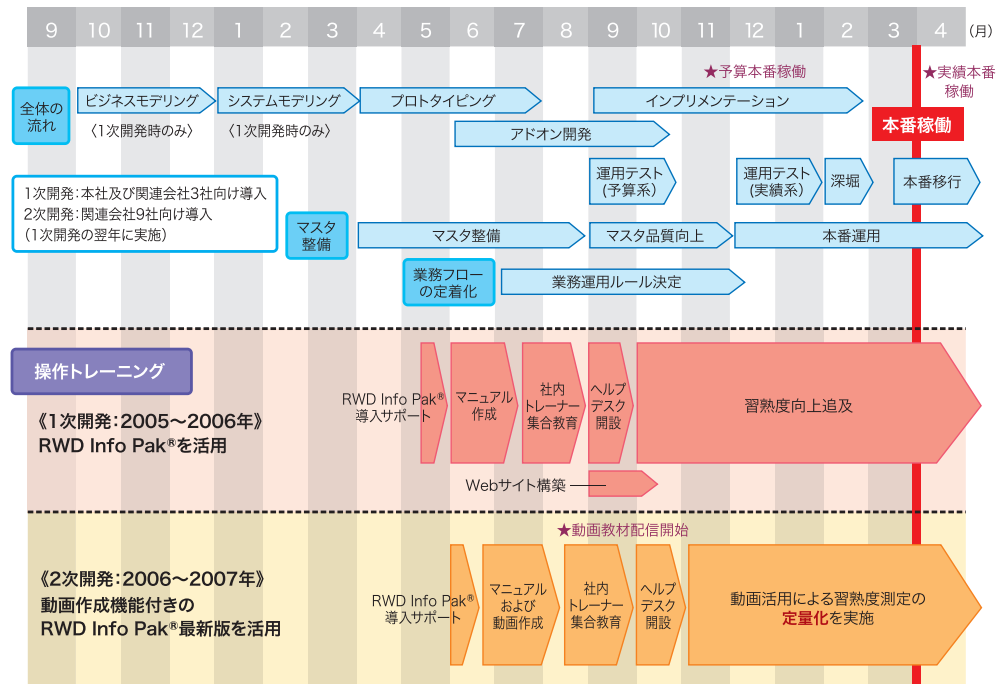 9 10 11 12 1 2 3 4 5 6 7 8 9 10 11 12 1 2 3 4 (月)
★予算本番稼働
★実績本番
稼働
全体の
流れ
ビジネスモデリング
システムモデリング
プロトタイピング
インプリメンテーション
〈1次開発時のみ〉
〈1次開発時のみ〉
アドオン開発
本番稼働
運用テスト
(予算系)
運用テスト
(実績系)
深堀
本番移行
1次開発:本社及び関連会社3社向け導入
2次開発:関連会社9社向け導入
(1次開発の翌年に実施)
マスタ
整備
マスタ整備
マスタ品質向上
本番運用
業務フロー
の定着化
業務運用ルール決定
操作トレーニング
《1次開発:2005〜2006年》
RWD Info Pak®を活用
RWD Info Pak®
導入サポート
マニュアル
作成
社内
トレーナー
集合教育
ヘルプ
デスク
開設
習熟度向上追及
Webサイト構築
★動画教材配信開始
《2次開発:2006〜2007年》
動画作成機能付きの
RWD Info Pak®最新版を活用
RWD Info Pak®
導入サポート
マニュアル
および
動画作成
社内
トレーナー
集合教育
ヘルプ
デスク
開設
動画活用による習熟度測定の
定量化を実施